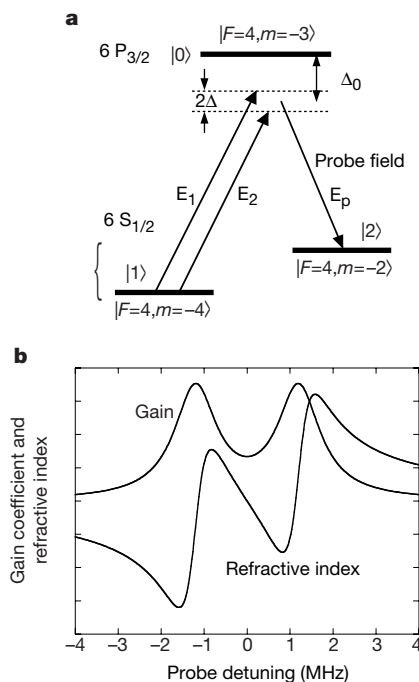 a
|F=4,m=−3⟩
6 P3/2
|0⟩
Δ0
2Δ
Probe field
E1
E2
Ep
6 S1/2
|1⟩
|2⟩
|F=4,m=−4⟩
|F=4,m=−2⟩
b
Gain coefficient and
refractive index
Gain
Refractive index
−4 −3 −2 −1 0 1 2 3 4
Probe detuning (MHz)